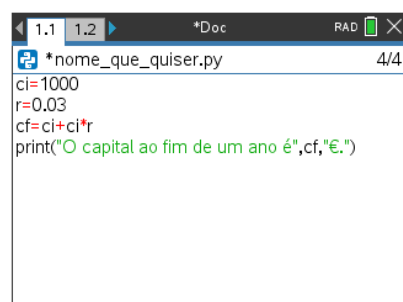 1.1 1.2 *Doc RAD
*nome_que_quiser.py 4/4
ci=1000
r=0.03
cf=ci+ci*r
print("O capital ao fim de um ano é",cf,"€.")